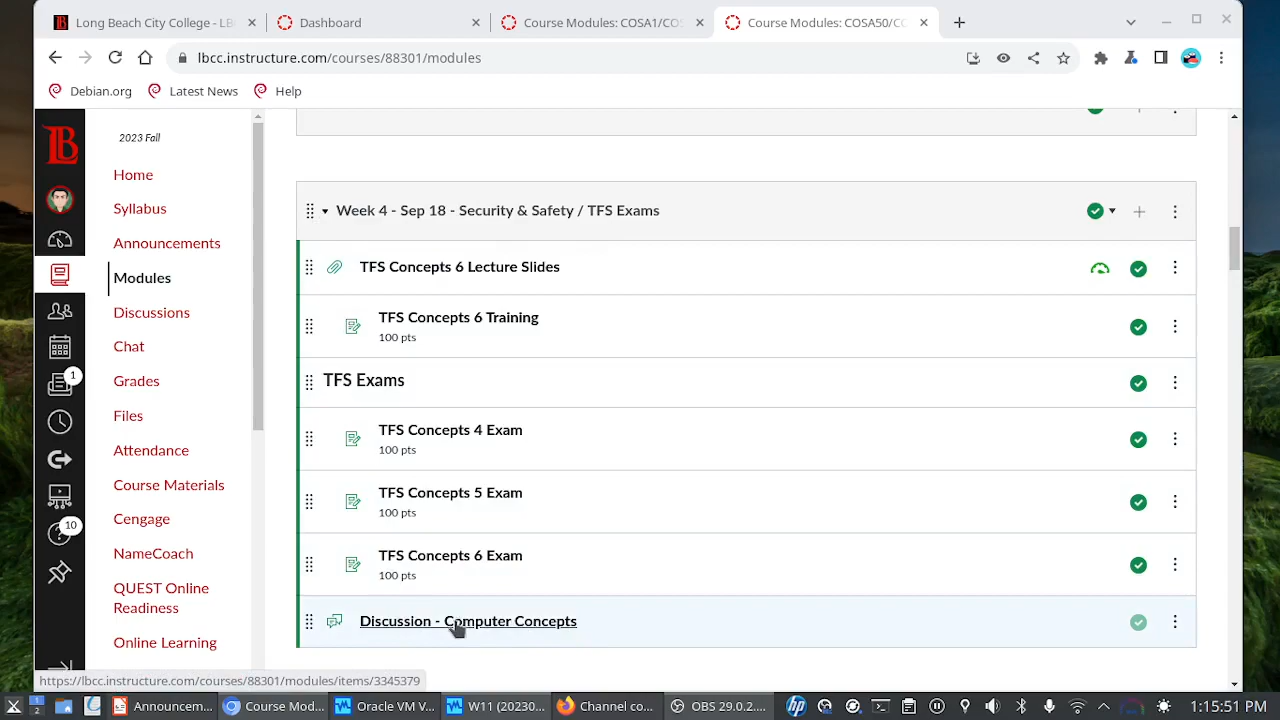 Long Beach City College - LB
Dashboard
Course Modules: COSA1/COS
Course Modules: COSA50/CO
lbcc.instructure.com/courses/88301/modules
Debian.org
Latest News
Help
LB
2023 Fall
Home
Syllabus
Announcements
Modules
Discussions
Chat
Grades
Files
Attendance
Course Materials
Cengage
NameCoach
QUEST Online
Readiness
Online Learning
1
10
Week 4 - Sep 18 - Security & Safety / TFS Exams
TFS Concepts 6 Lecture Slides
TFS Concepts 6 Training
100 pts
TFS Exams
TFS Concepts 4 Exam
100 pts
TFS Concepts 5 Exam
100 pts
TFS Concepts 6 Exam
100 pts
Discussion - Computer Concepts
https://lbcc.instructure.com/courses/88301/modules/items/3345379
1
2
Announcem...
Course Mod...
Oracle VM V...
W11 (20230...
Channel co...
OBS 29.0.2....
1:15:51 PM